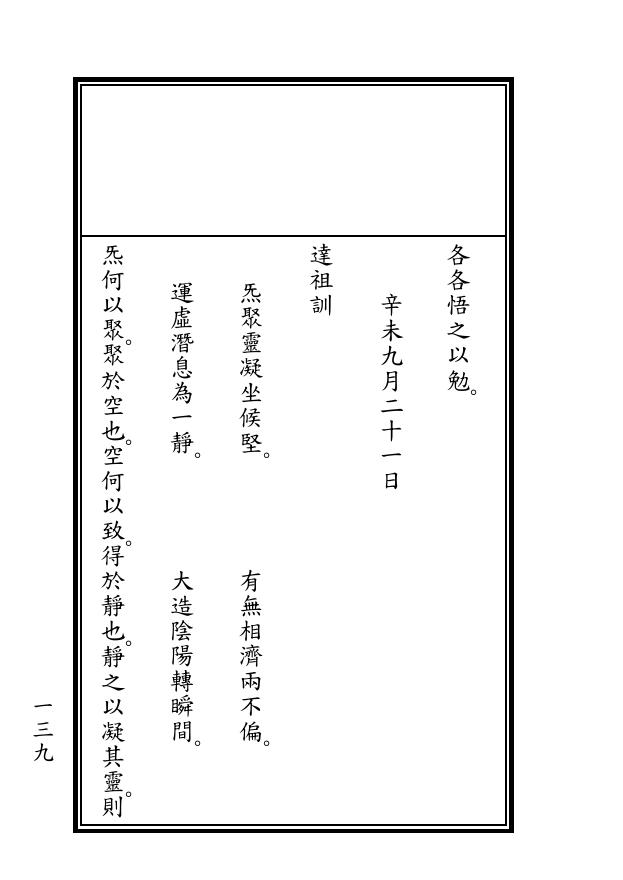 各各悟之以勉。
辛未九月二十一日
達祖訓
炁聚靈凝坐候堅。　有無相濟兩不偏。
運虛潛息為一靜。　大造陰陽轉瞬間。
炁何以聚。聚於空也。空何以致。得於靜也。靜之以凝其靈。則
一三九